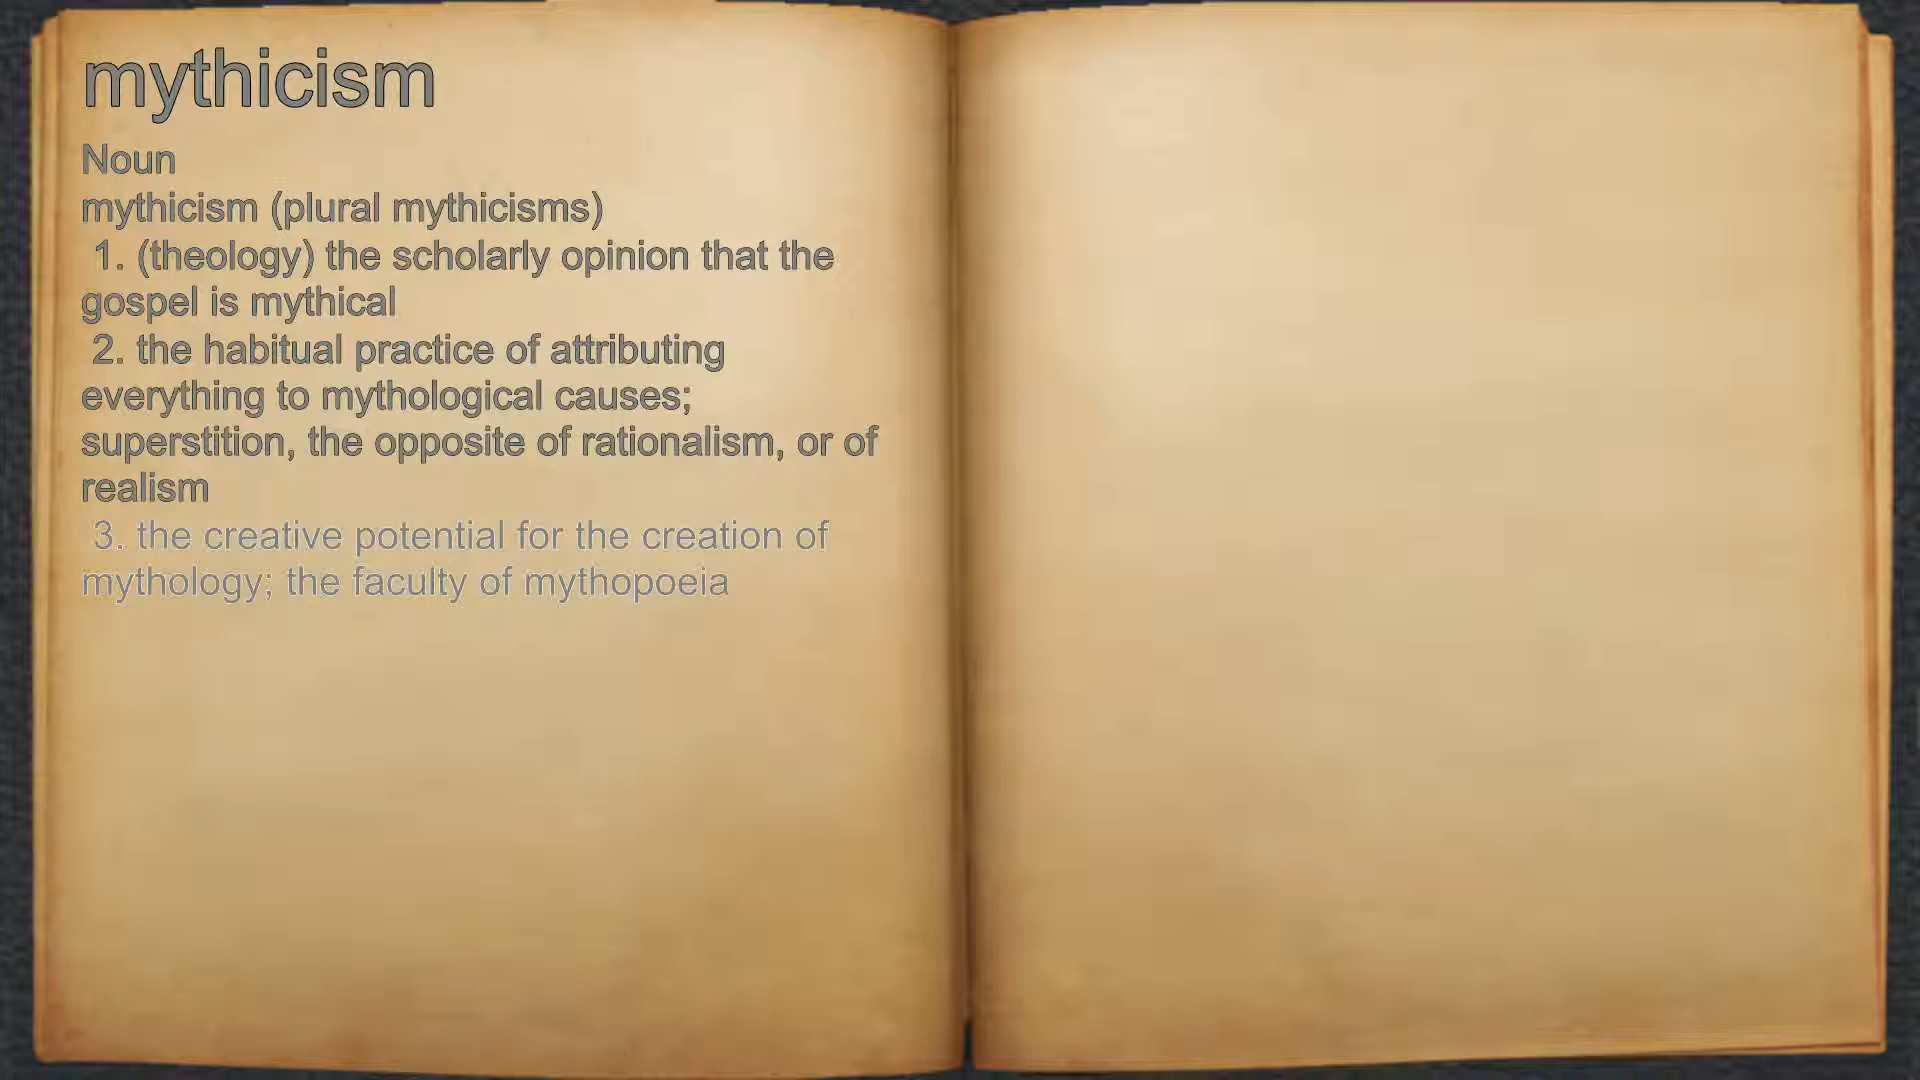 mythicism
Noun
mythicism (plural mythicisms)
1. (theology) the scholarly opinion that the
gospel is mythical
2. the habitual practice of attributing
everything to mythological causes;
superstition, the opposite of rationalism, or of
realism
3. the creative potential for the creation of
mythology; the faculty of mythopoeia